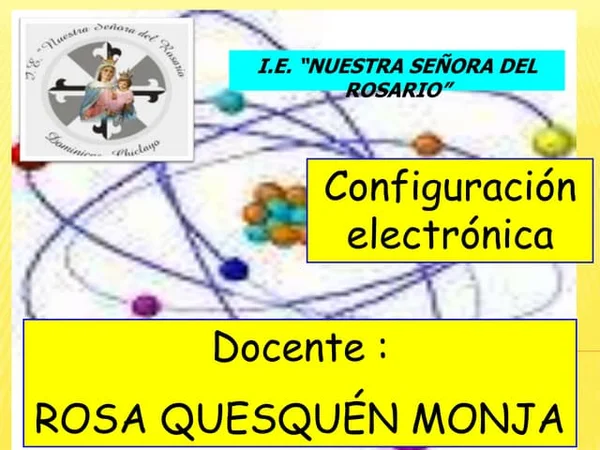 I.E. "Nuestra Señora del Rosario
Dominicas Chiclayo
I.E. “NUESTRA SEÑORA DEL
ROSARIO”
Configuración
electrónica
Docente :
ROSA QUESQUÉN MONJA